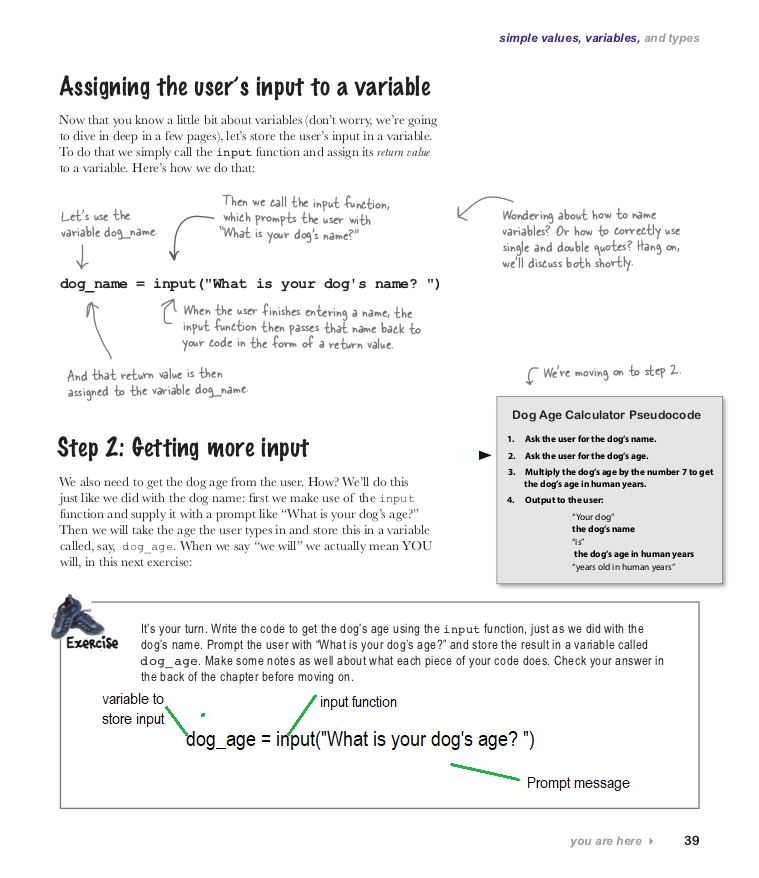 simple values, variables, and types
Assigning the user's input to a variable
Now that you know a little bit about variables (don't worry, we're going
to dive in deep in a few pages), let's store the user's input in a variable.
To do that we simply call the input function and assign its return value
to a variable. Here's how we do that:
Let's use the
variable dog_name.
Then we call the input function,
which prompts the user with
"What is your dog's name?"
Wondering about how to name
variables? Or how to correctly use
single and double quotes? Hang on,
we'll discuss both shortly.
dog_name = input("What is your dog's name? ")
When the user finishes entering a name, the
input function then passes that name back to
your code in the form of a return value.
And that return value is then
assigned to the variable dog_name.
We're moving on to step 2.
Step 2: Getting more input
We also need to get the dog age from the user. How? We'll do this
just like we did with the dog name: first we make use of the input
function and supply it with a prompt like "What is your dog's age?"
Then we will take the age the user types in and store this in a variable
called, say, dog_age. When we say "we will" we actually mean YOU
will, in this next exercise:
Dog Age Calculator Pseudocode
1. Ask the user for the dog's name.
2. Ask the user for the dog's age.
3. Multiply the dog's age by the number 7 to get
the dog's age in human years.
4. Output to the user:
"Your dog"
the dog's name
"is"
the dog's age in human years
"years old in human years"
Exercise
It's your turn. Write the code to get the dog's age using the input function, just as we did with the
dog's name. Prompt the user with "What is your dog's age?" and store the result in a variable called
dog_age. Make some notes as well about what each piece of your code does. Check your answer in
the back of the chapter before moving on.
variable to
store input
input function
dog_age = input("What is your dog's age? ")
Prompt message
you are here 39